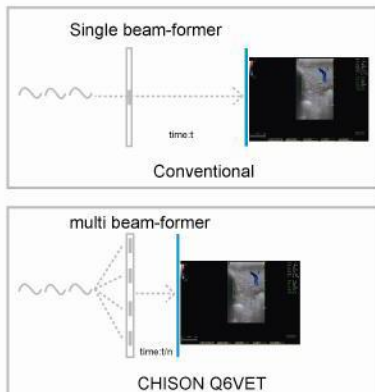 Single beam-former
time:t
Conventional
multi beam-former
time:t/n
CHISON Q6VET